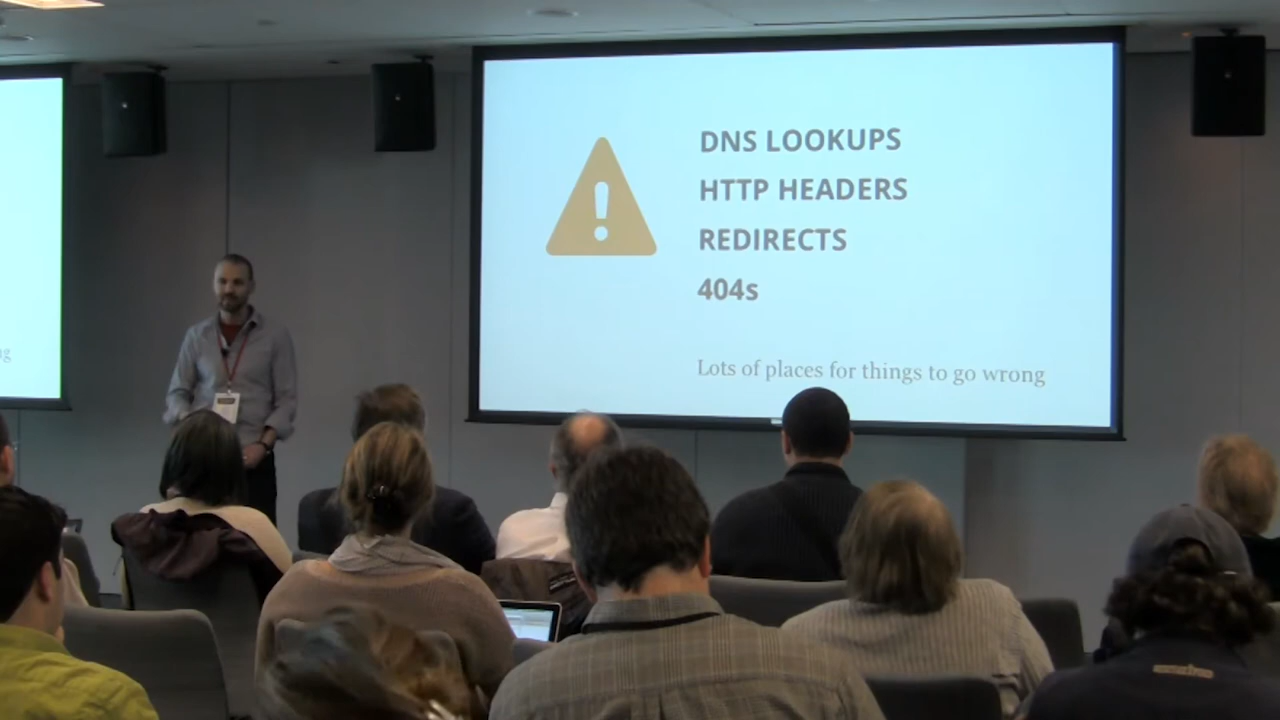 DNS LOOKUPS
HTTP HEADERS
REDIRECTS
404s
Lots of places for things to go wrong